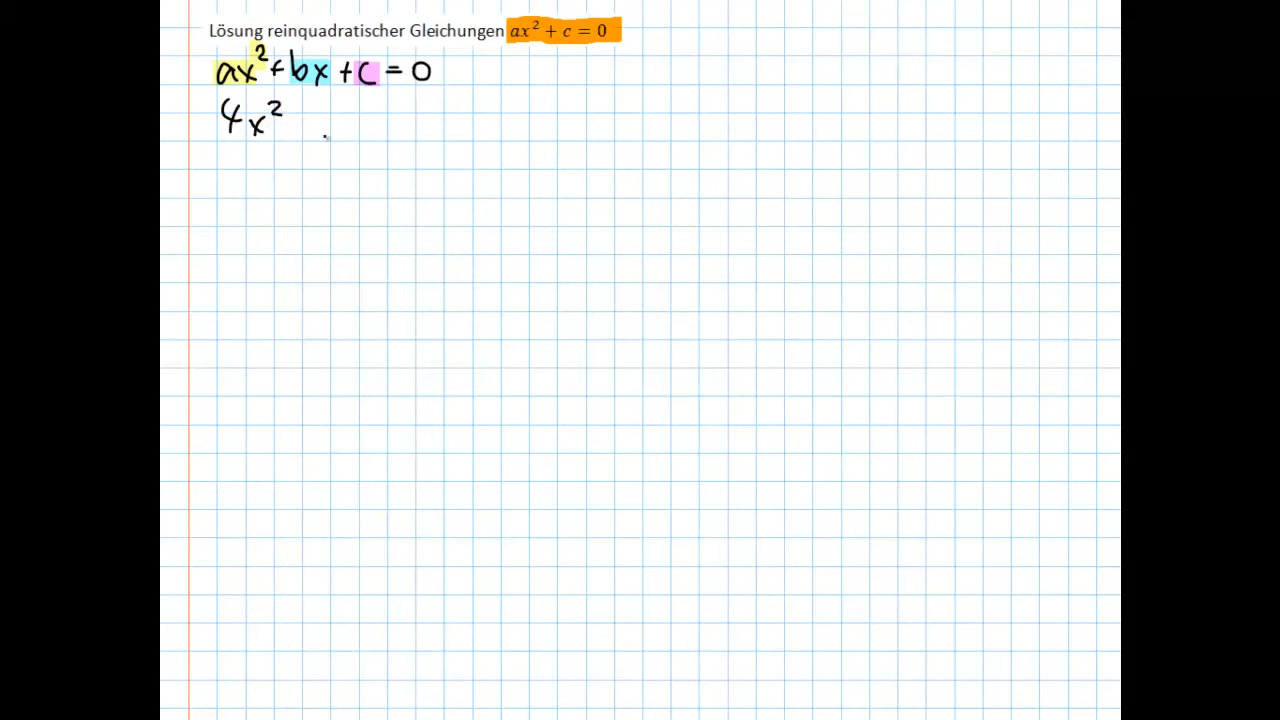 Lösung reinquadratischer Gleichungen ax² + c = 0
ax² + bx + c = 0
4x²